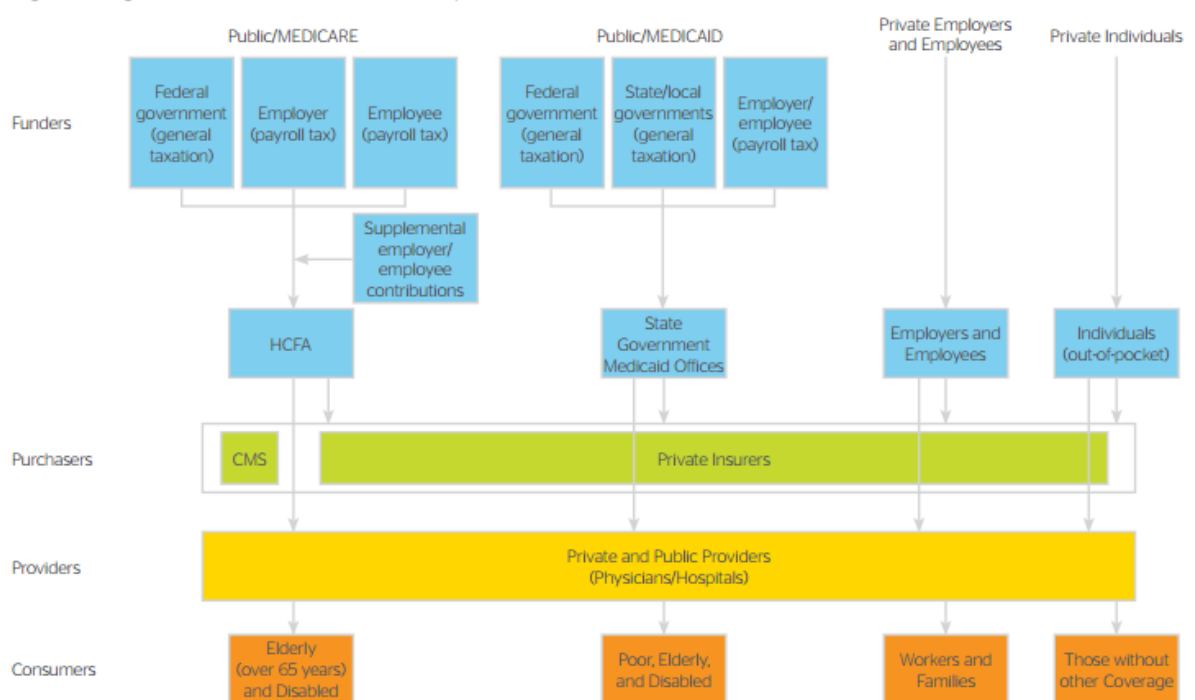 Public/MEDICARE
Public/MEDICAID
Private Employers
and Employees
Private Individuals
Funders
Federal
government
(general
taxation)
Employer
(payroll tax)
Employee
(payroll tax)
Federal
government
(general
taxation)
State/local
governments
(general
taxation)
Employer/
employee
(payroll tax)
Supplemental
employer/
employee
contributions
HCFA
State
Government
Medicaid Offices
Employers and
Employees
Individuals
(out-of-pocket)
Purchasers
CMS
Private Insurers
Providers
Private and Public Providers
(Physicians/Hospitals)
Consumers
Elderly
(over 65 years)
and Disabled
Poor, Elderly,
and Disabled
Workers and
Families
Those without
other Coverage